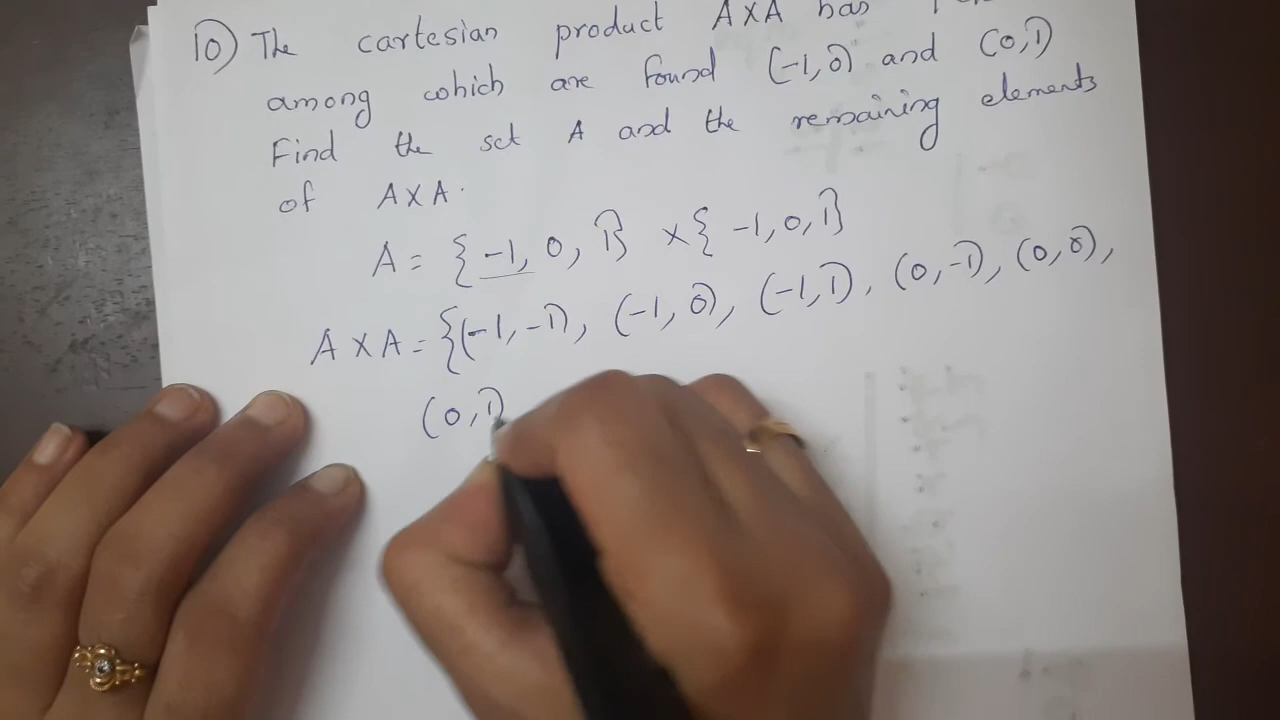 10) The cartesian product AXA has
among which are found (-1,0) and (0,1)
Find the set A and the remaining elements
of AXA.
A = {-1, 0, 1} x {-1, 0, 1}
A X A = {(-1,-1), (-1, 0), (-1,1), (0,-1), (0,0),
(0,1)